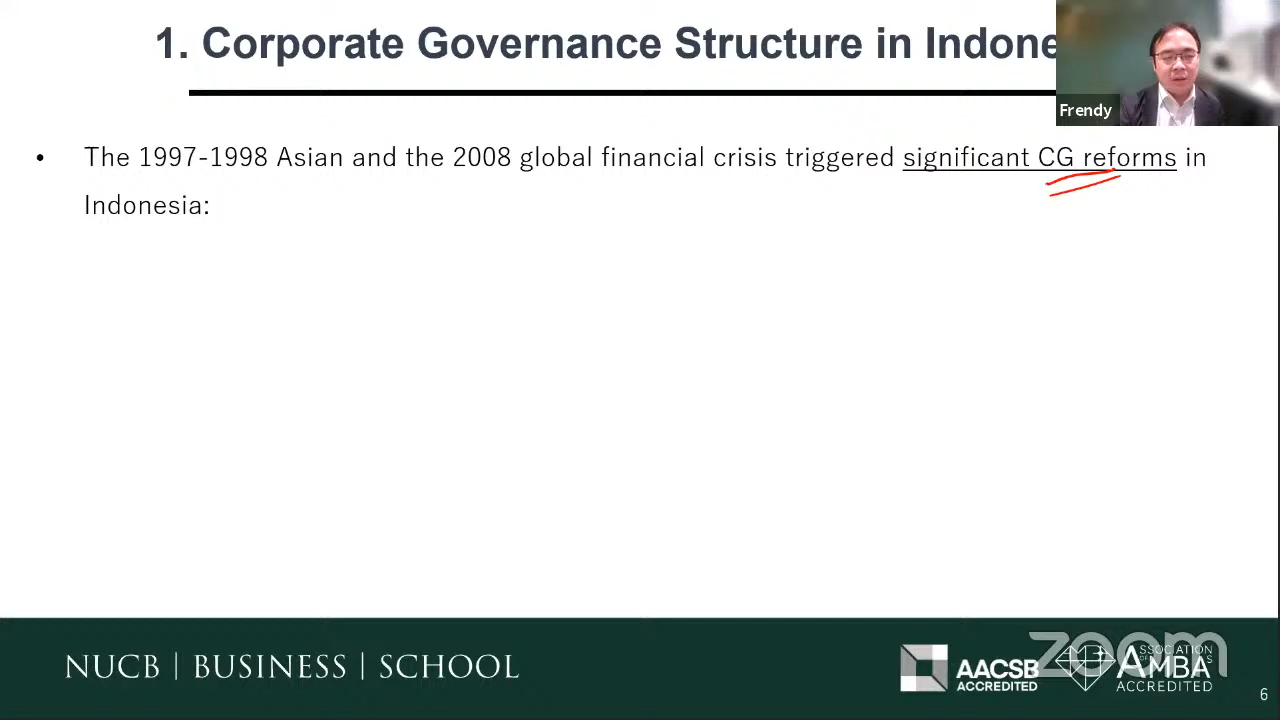 1. Corporate Governance Structure in Indone
Frendy
• The 1997-1998 Asian and the 2008 global financial crisis triggered significant CG reforms in
Indonesia:
NUCB | BUSINESS | SCHOOL
AACSB
ACCREDITED
zoom
ASSOCIATION
AMBA
ACCREDITED
6